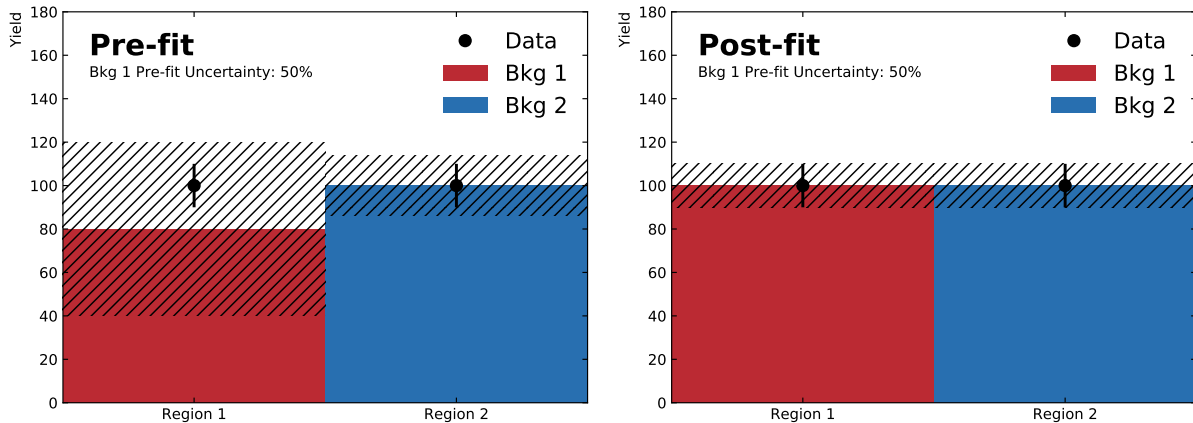 Yield
180
160
140
120
100
80
60
40
20
0
Pre-fit
Bkg 1 Pre-fit Uncertainty: 50%
Data
Bkg 1
Bkg 2
Region 1
Region 2
Yield
180
160
140
120
100
80
60
40
20
0
Post-fit
Bkg 1 Pre-fit Uncertainty: 50%
Data
Bkg 1
Bkg 2
Region 1
Region 2